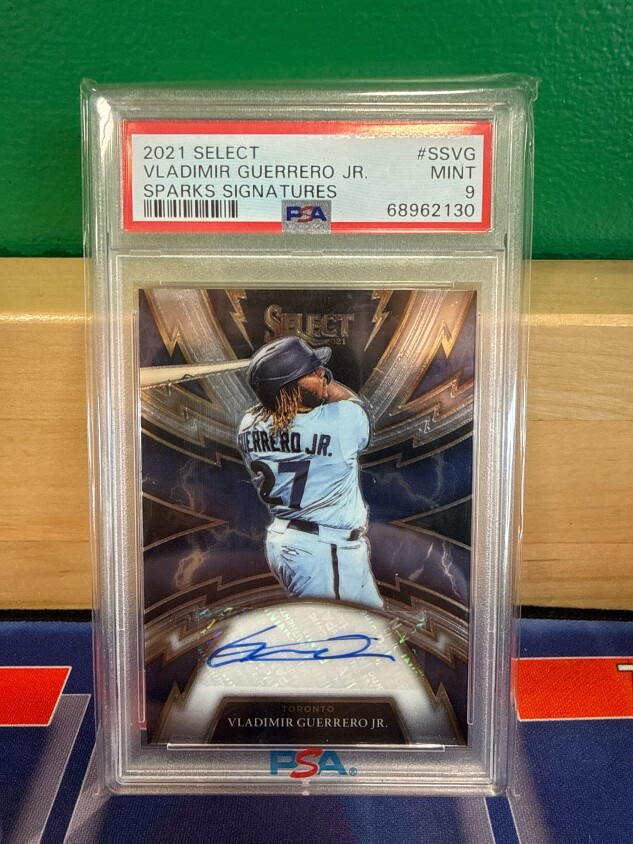 2021 SELECT #SSVG
VLADIMIR GUERRERO JR. MINT
SPARKS SIGNATURES 9
PSA 68962130
SELECT
2021
GUERRERO JR.
27
TORONTO
VLADIMIR GUERRERO JR.
PSA®